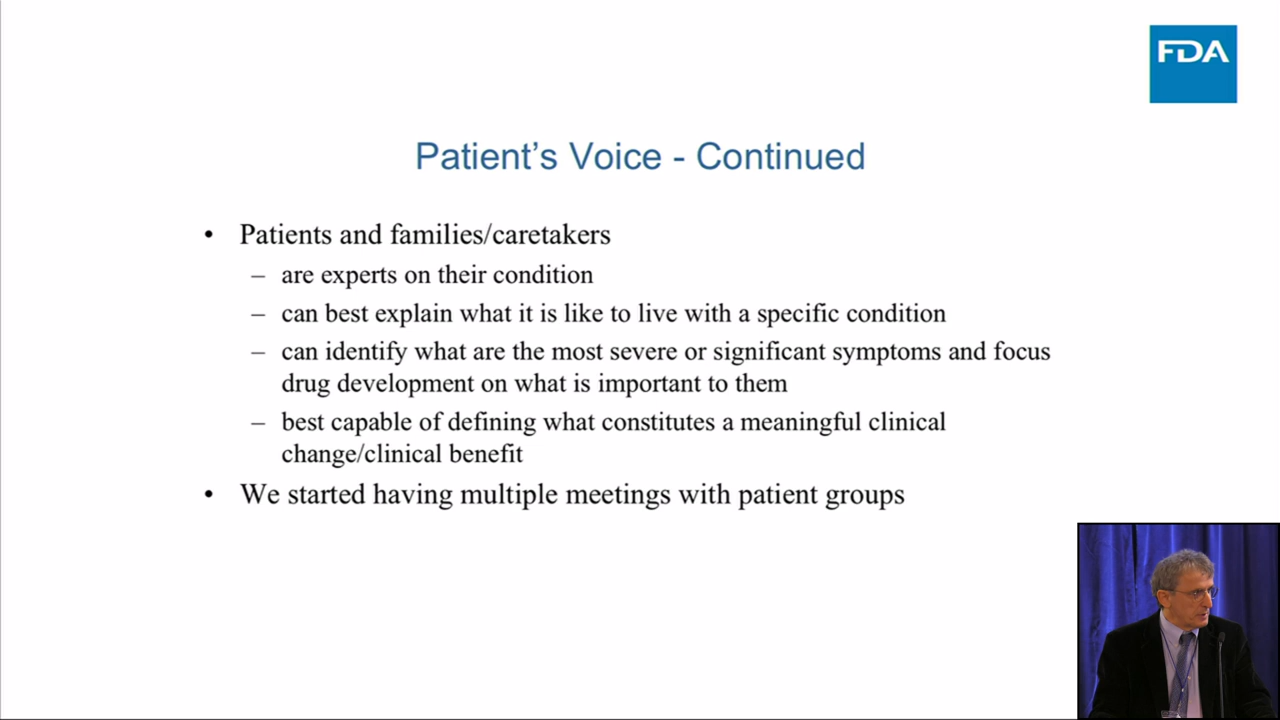 FDA
Patient's Voice - Continued
• Patients and families/caretakers
– are experts on their condition
– can best explain what it is like to live with a specific condition
– can identify what are the most severe or significant symptoms and focus
drug development on what is important to them
– best capable of defining what constitutes a meaningful clinical
change/clinical benefit
• We started having multiple meetings with patient groups